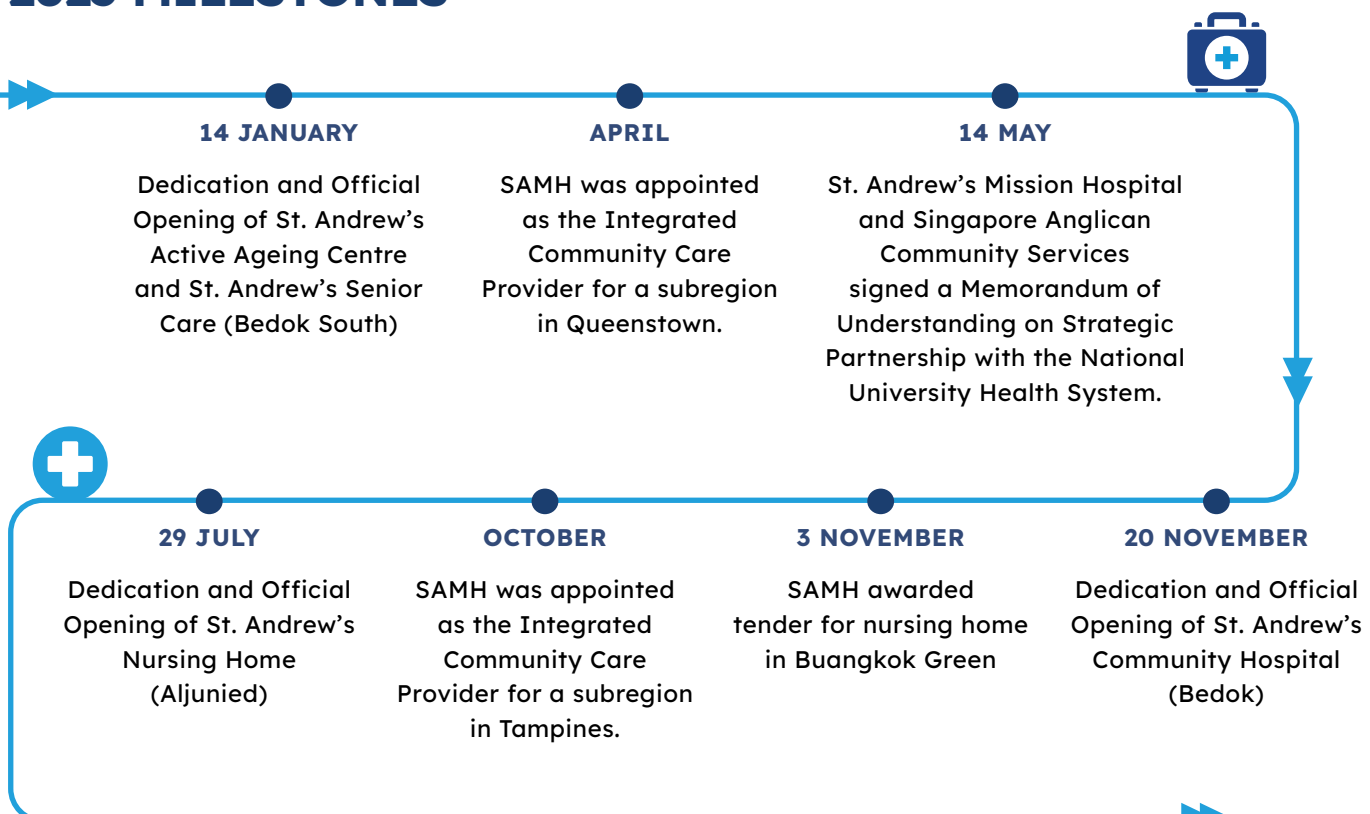 14 JANUARY
Dedication and Official
Opening of St. Andrew's
Active Ageing Centre
and St. Andrew's Senior
Care (Bedok South)
APRIL
SAMH was appointed
as the Integrated
Community Care
Provider for a subregion
in Queenstown.
14 MAY
St. Andrew's Mission Hospital
and Singapore Anglican
Community Services
signed a Memorandum of
Understanding on Strategic
Partnership with the National
University Health System.
29 JULY
Dedication and Official
Opening of St. Andrew's
Nursing Home
(Aljunied)
OCTOBER
SAMH was appointed
as the Integrated
Community Care
Provider for a subregion
in Tampines.
3 NOVEMBER
SAMH awarded
tender for nursing home
in Buangkok Green
20 NOVEMBER
Dedication and Official
Opening of St. Andrew's
Community Hospital
(Bedok)